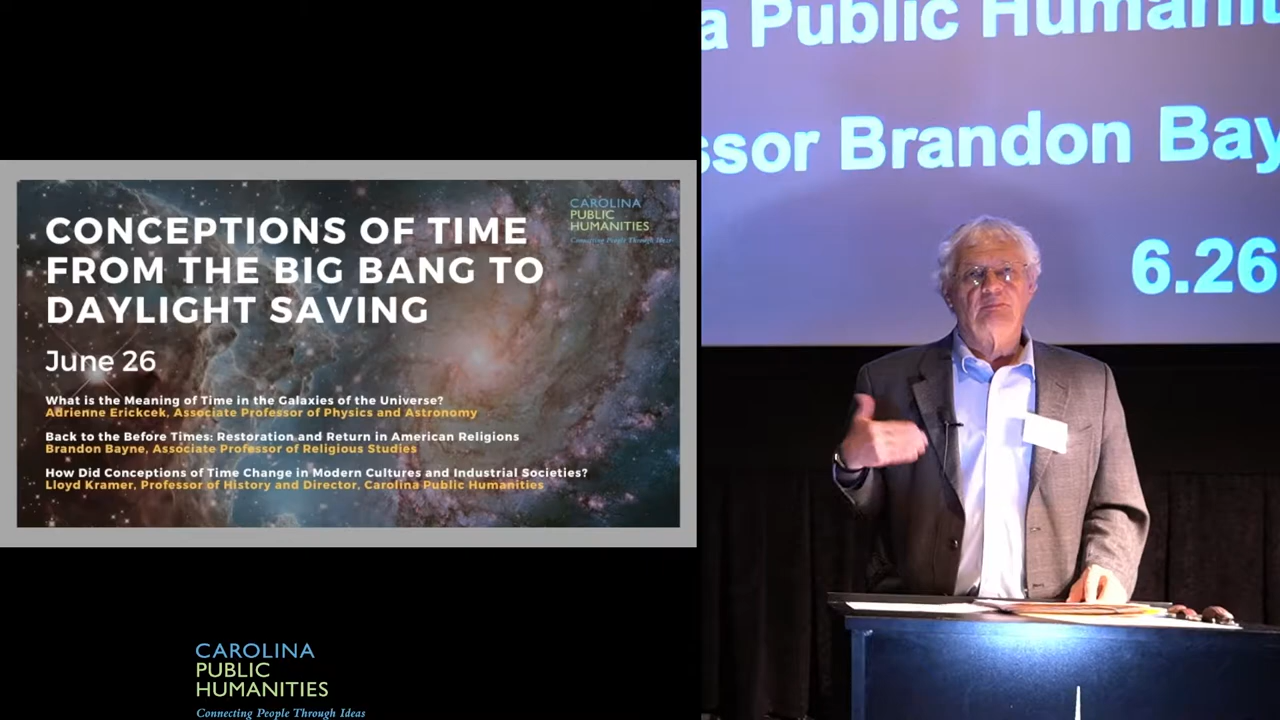 CONCEPTIONS OF TIME
FROM THE BIG BANG TO
DAYLIGHT SAVING
June 26
What is the Meaning of Time in the Galaxies of the Universe?
Adrienne Erickcek, Associate Professor of Physics and Astronomy
Back to the Before Times: Restoration and Return in American Religions
Brandon Bayne, Associate Professor of Religious Studies
How Did Conceptions of Time Change in Modern Cultures and Industrial Societies?
Lloyd Kramer, Professor of History and Director, Carolina Public Humanities
CAROLINA
PUBLIC
HUMANITIES
Connecting People Through Ideas
CAROLINA
PUBLIC
HUMANITIES
Connecting People Through Ideas
a Public Humanit
ssor Brandon Bay
6.26